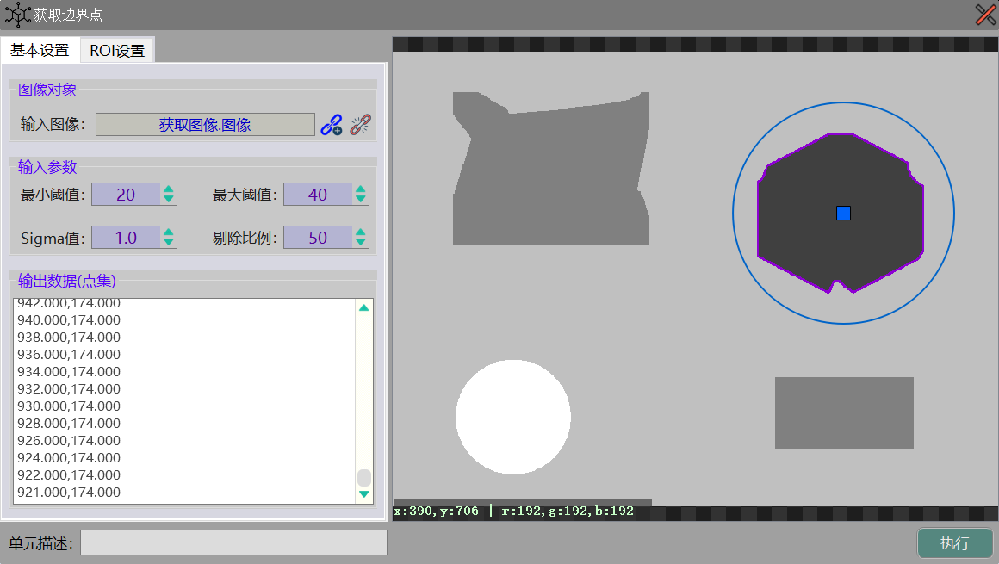 获取边界点
基本设置 ROI设置
图像对象
输入图像: 获取图像.图像
输入参数
最小阈值: 20 最大阈值: 40
Sigma值: 1.0 剔除比例: 50
输出数据(点集)
942.000,174.000
940.000,174.000
938.000,174.000
936.000,174.000
934.000,174.000
932.000,174.000
930.000,174.000
928.000,174.000
926.000,174.000
924.000,174.000
922.000,174.000
921.000,174.000
x:390,y:706 | r:192,g:192,b:192
单元描述:
执行